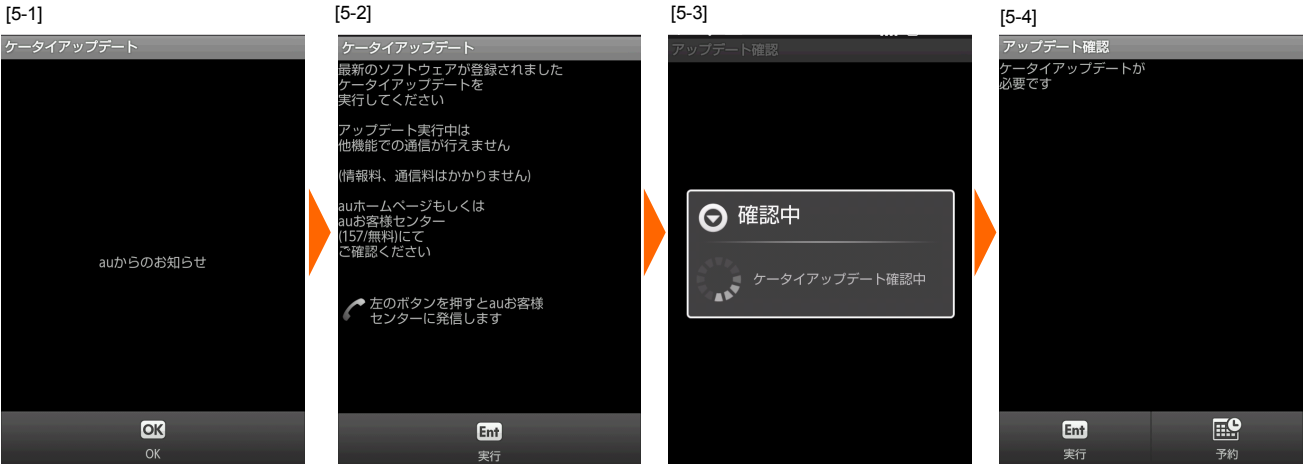 [5-1]
ケータイアップデート
auからのお知らせ
OK
OK
[5-2]
ケータイアップデート
最新のソフトウェアが登録されました
ケータイアップデートを
実行してください
アップデート実行中は
他機能での通信が行えません
(情報料、通信料はかかりません)
auホームページもしくは
auお客様センター
(157/無料)にて
ご確認ください
左のボタンを押すとauお客様
センターに発信します
Ent
実行
[5-3]
アップデート確認
確認中
ケータイアップデート確認中
[5-4]
アップデート確認
ケータイアップデートが
必要です
Ent
実行
予約